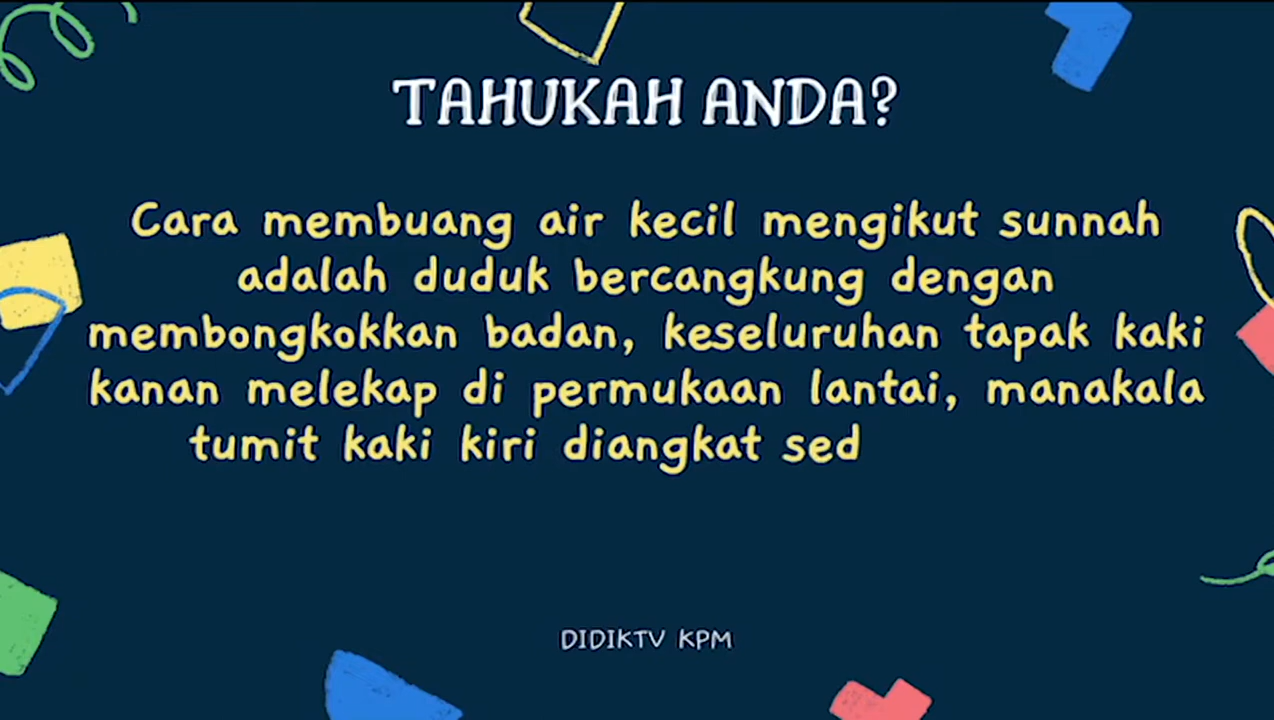 TAHUKAH ANDA?
Cara membuang air kecil mengikut sunnah
adalah duduk bercangkung dengan
membongkokkan badan, keseluruhan tapak kaki
kanan melekap di permukaan lantai, manakala
tumit kaki kiri diangkat sed
DIDIKTV KPM